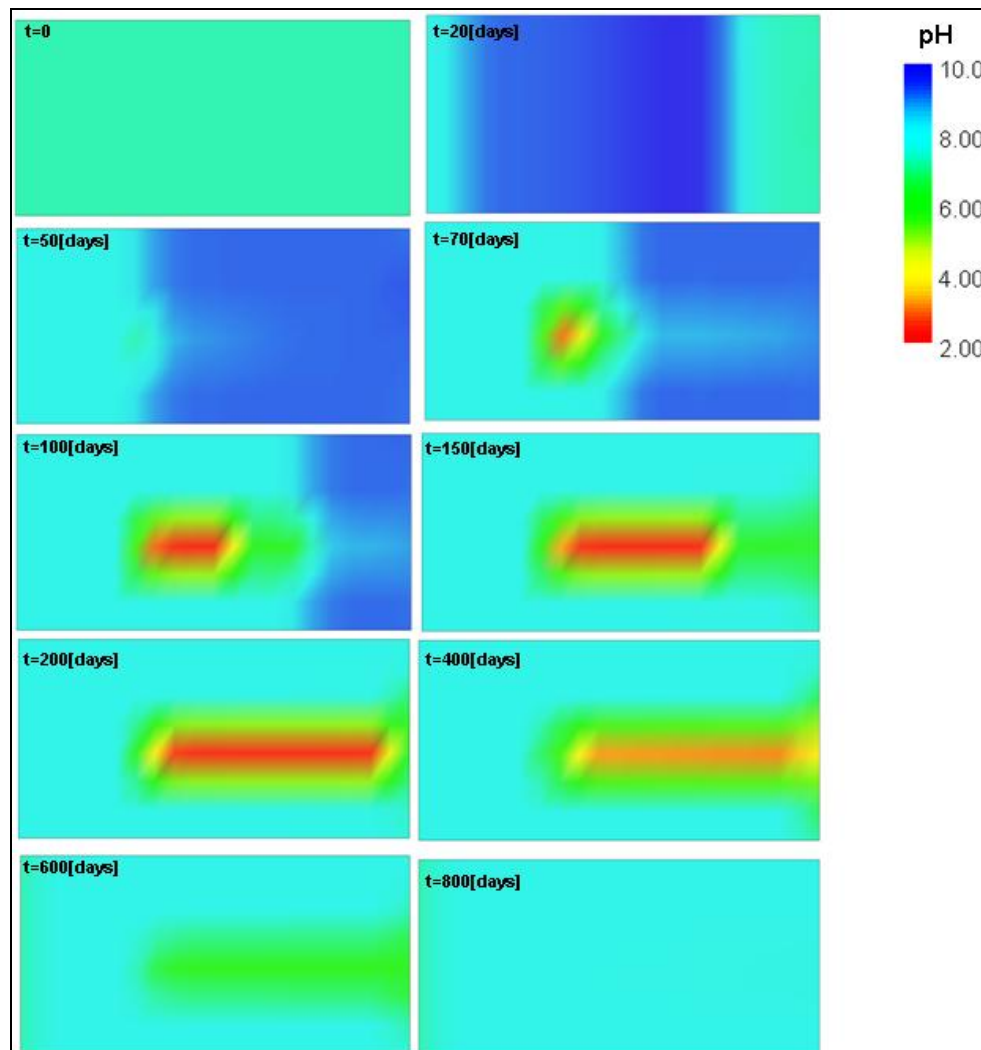 t=0
t=20[days]
pH
10.0
8.00
6.00
4.00
2.00
t=50[days]
t=70[days]
t=100[days]
t=150[days]
t=200[days]
t=400[days]
t=600[days]
t=800[days]